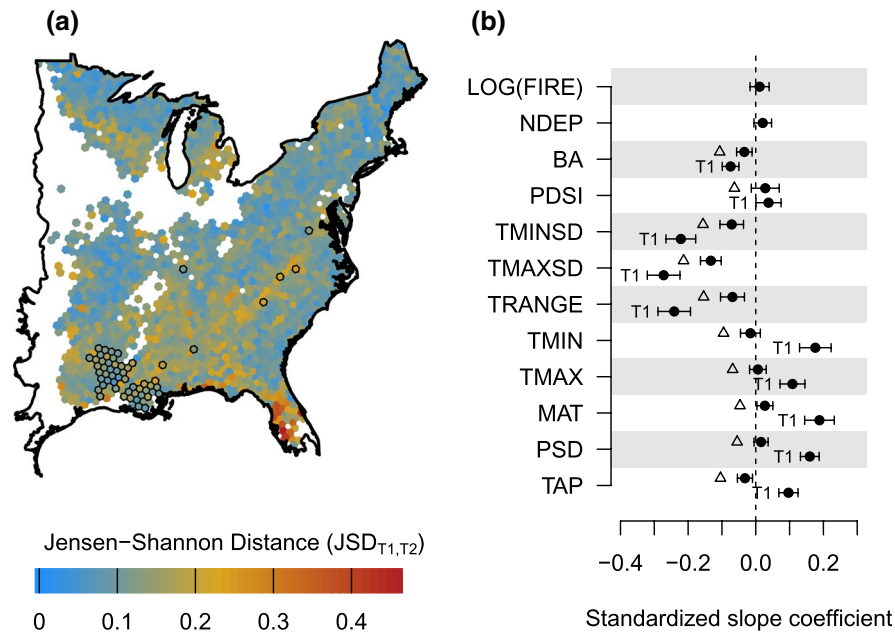 (a)
Jensen−Shannon Distance (JSDT1,T2)
0 0.1 0.2 0.3 0.4
(b)
LOG(FIRE)
NDEP
BA △
T1
PDSI △
T1
TMINSD △
T1
TMAXSD △
T1
TRANGE △
T1
TMIN △
T1
TMAX △
T1
MAT △
T1
PSD △
T1
TAP △
T1
−0.4 −0.2 0.0 0.2
Standardized slope coefficient